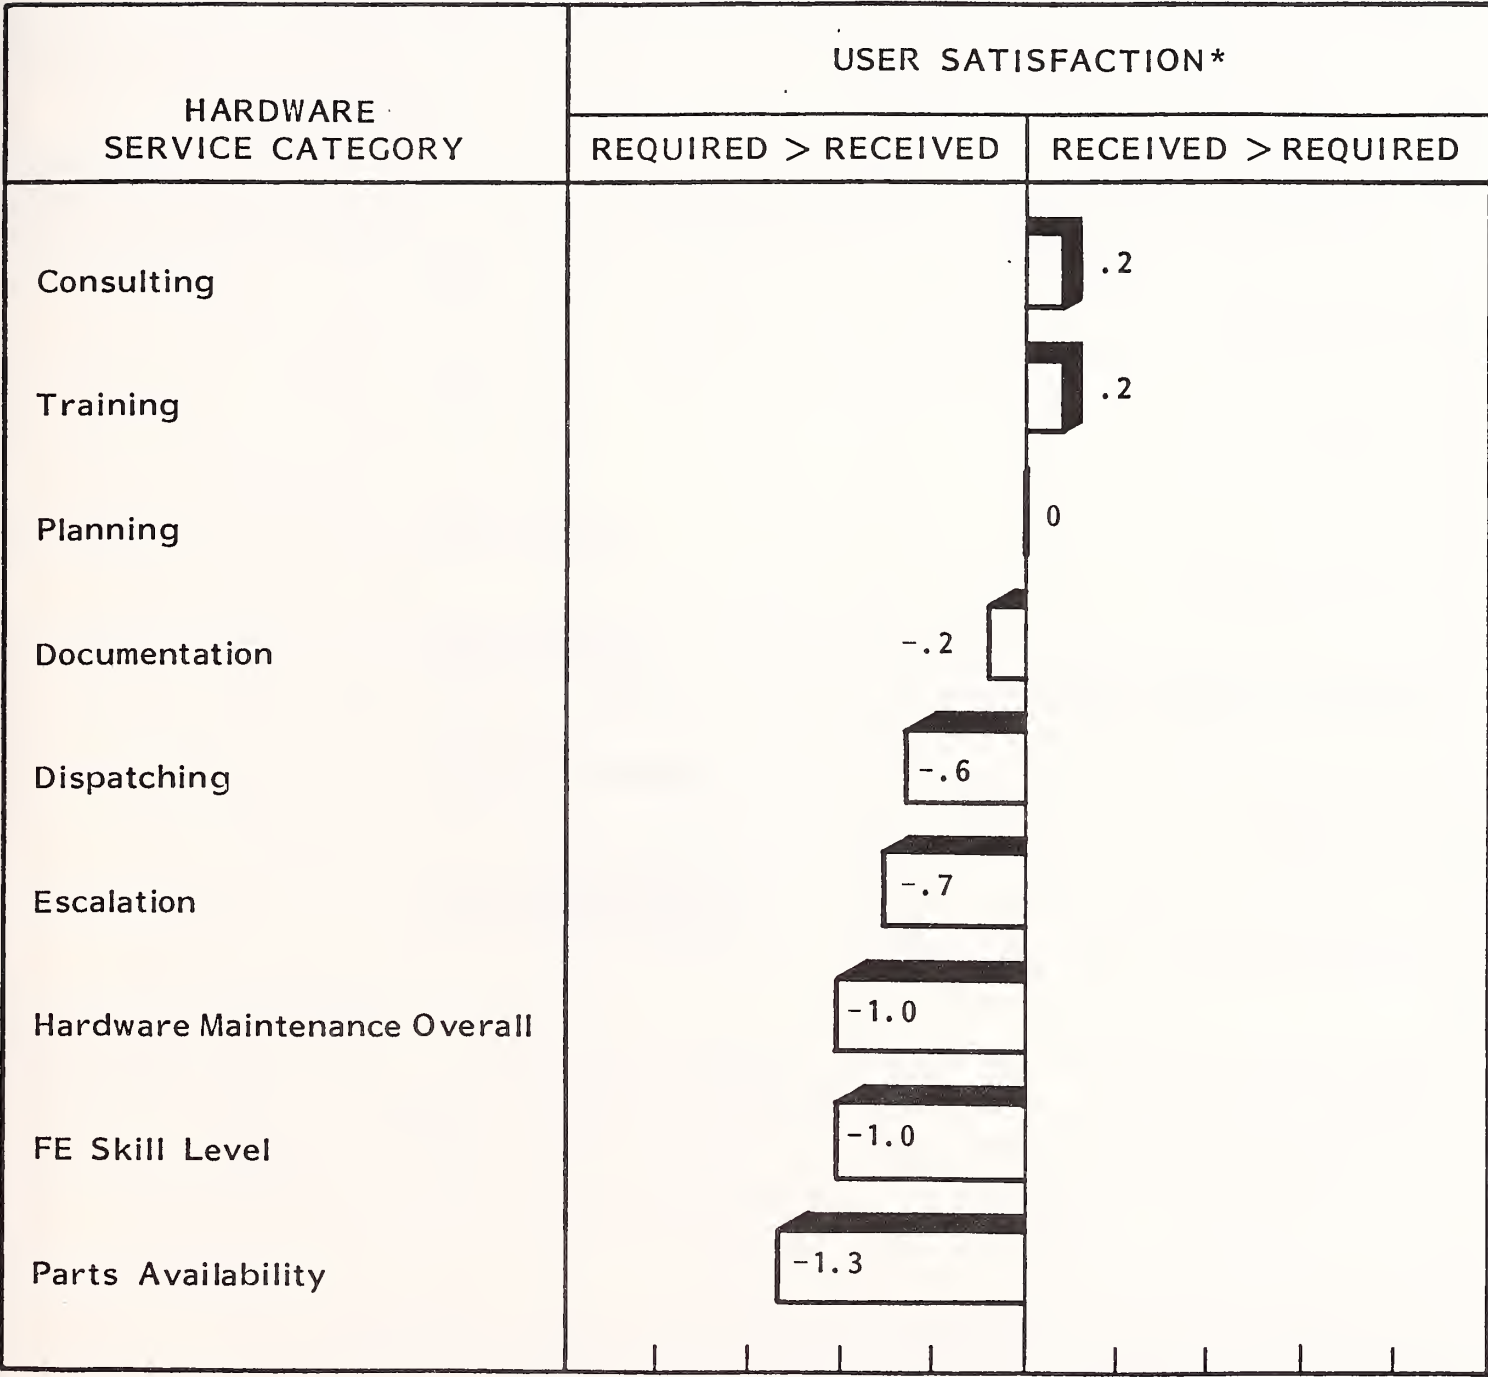 USER SATISFACTION*
HARDWARE
SERVICE CATEGORY
REQUIRED > RECEIVED
RECEIVED > REQUIRED
Consulting
.2
Training
.2
Planning
0
Documentation
-.2
Dispatching
-.6
Escalation
-.7
Hardware Maintenance Overall
-1.0
FE Skill Level
-1.0
Parts Availability
-1.3